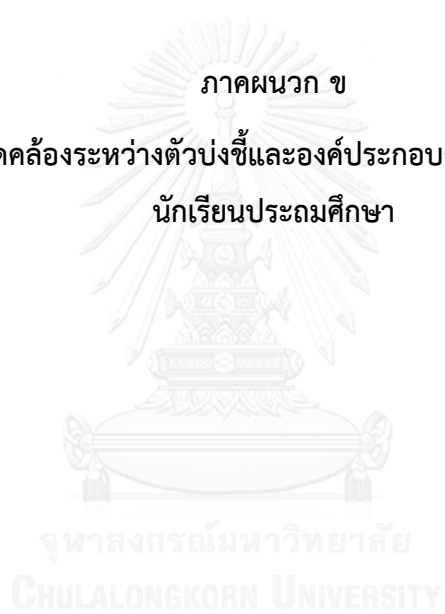 ภาคผนวก ข
คล้องระหว่างตัวบ่งชี้และองค์ประกอบ
นักเรียนประถมศึกษา
จุฬาลงกรณ์มหาวิทยาลัย
CHULALONGKORN UNIVERSITY